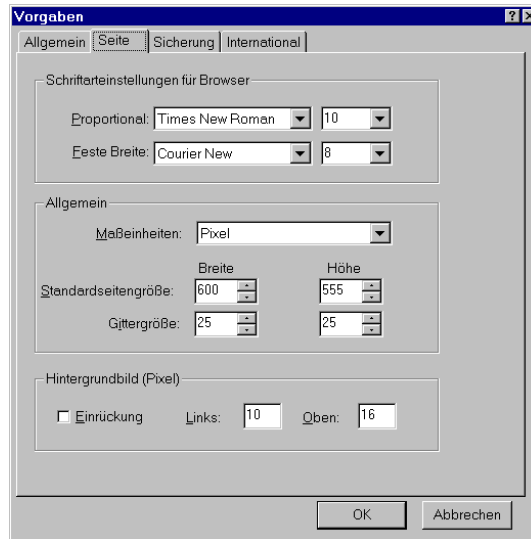 Vorgaben
Allgemein Seite Sicherung International
Schriftarteinstellungen für Browser
Proportional: Times New Roman 10
Feste Breite: Courier New 8
Allgemein
Maßeinheiten: Pixel
Breite Höhe
Standardseitengröße: 600 555
Gittergröße: 25 25
Hintergrundbild (Pixel)
Einrückung Links: 10 Oben: 16
OK Abbrechen